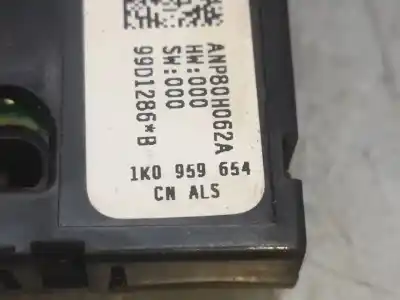 ANP80H062A
HW:000
SW:000
99D1286*B
1K0 959 654
CN ALS